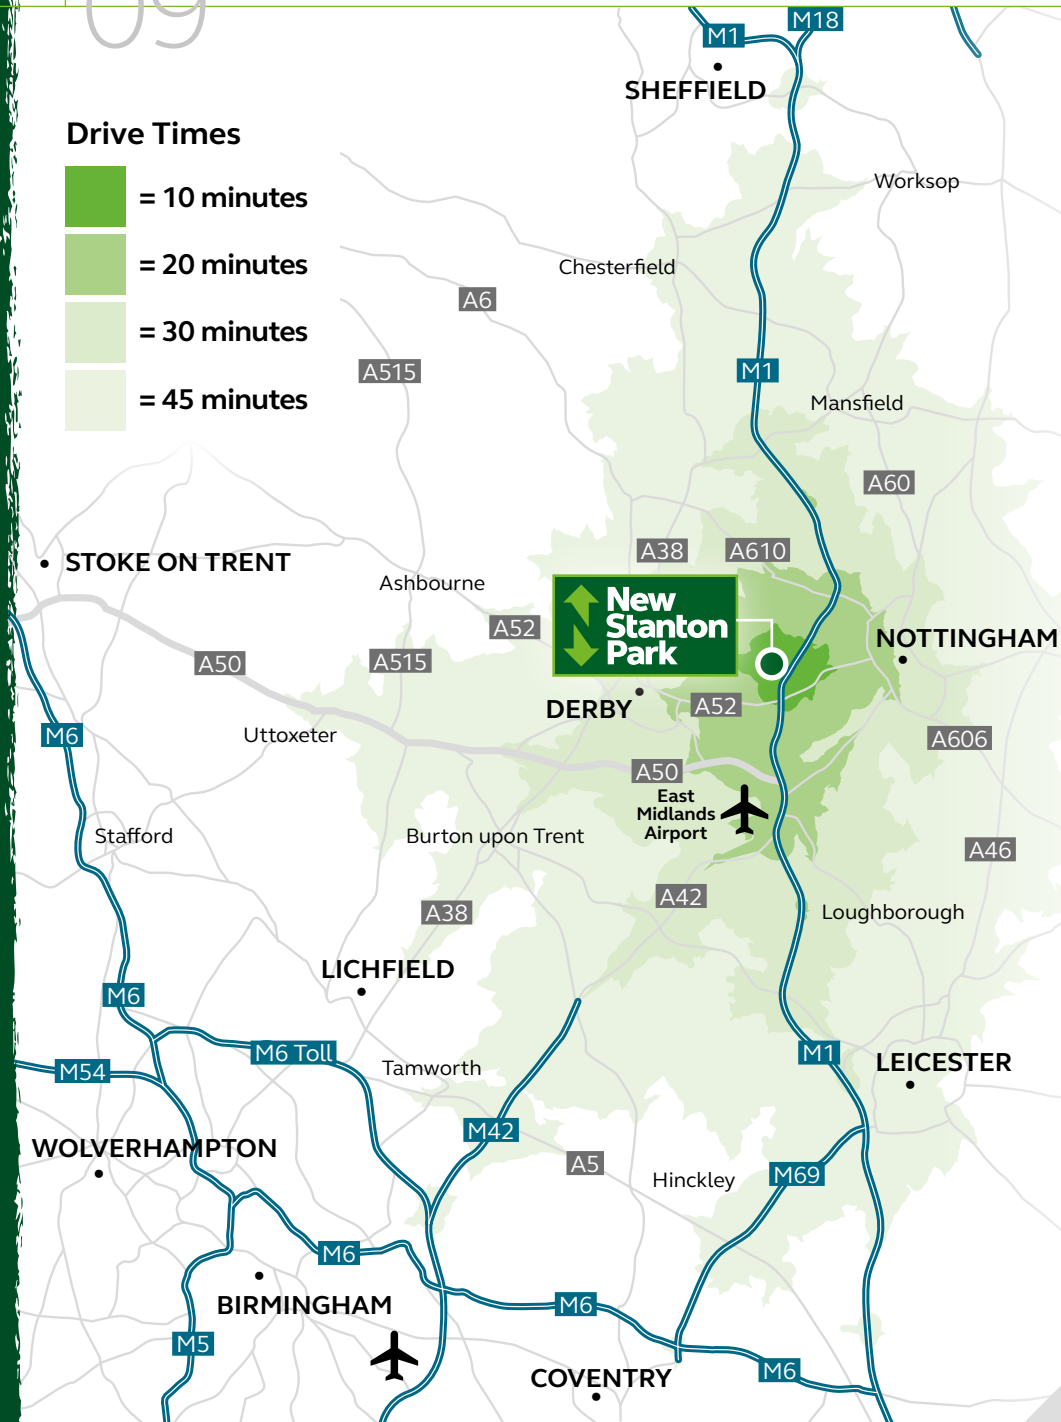 09
M1
M18
SHEFFIELD
Drive Times
= 10 minutes
= 20 minutes
= 30 minutes
= 45 minutes
Worksop
Chesterfield
A6
A515
M1
Mansfield
A60
A38
A610
STOKE ON TRENT
Ashbourne
New
Stanton
Park
A52
NOTTINGHAM
A50
A515
DERBY
A52
Uttoxeter
M6
A606
A50
East
Midlands
Airport
Stafford
Burton upon Trent
A46
A42
A38
Loughborough
LICHFIELD
M6
M6 Toll
M54
Tamworth
M1
LEICESTER
M42
WOLVERHAMPTON
A5
Hinckley
M69
M6
BIRMINGHAM
M6
M5
COVENTRY
M6